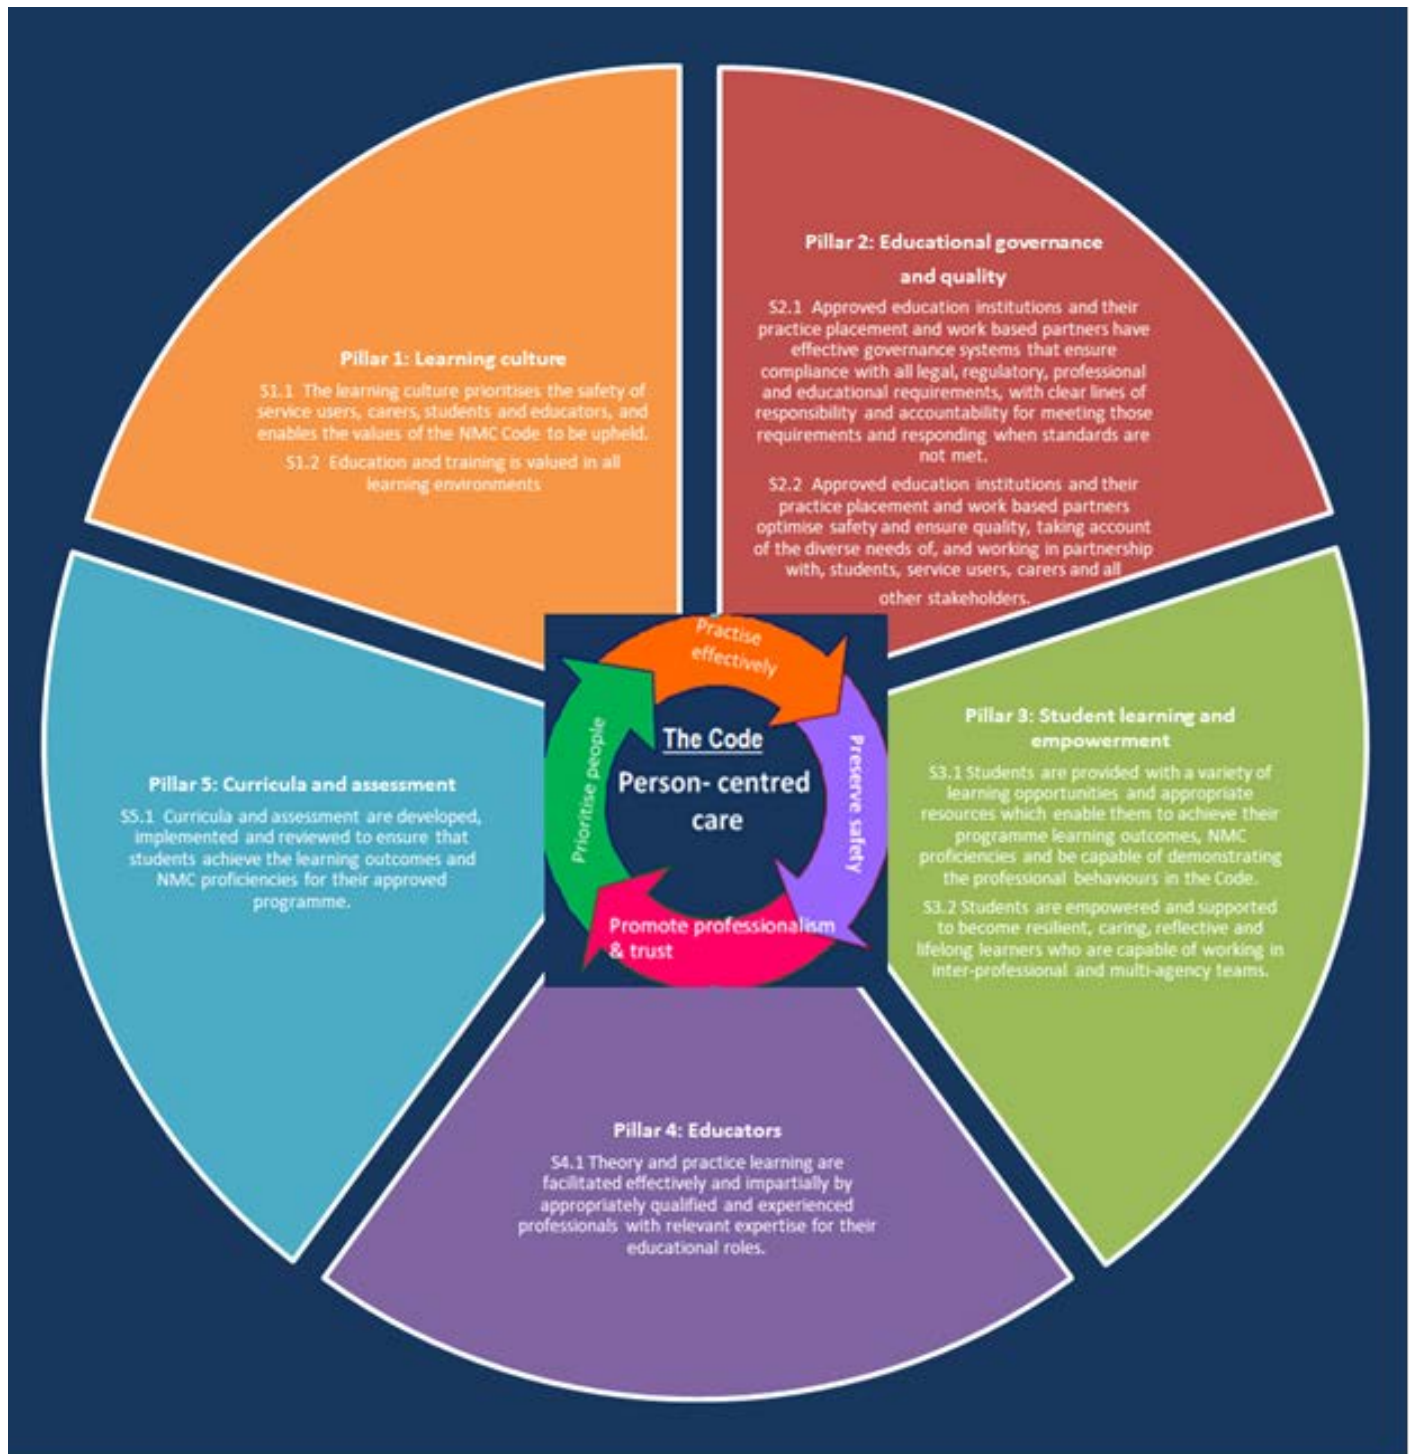 Pillar 1: Learning culture
S1.1 The learning culture prioritises the safety of
service users, carers, students and educators, and
enables the values of the NMC Code to be upheld.
S1.2 Education and training is valued in all
learning environments
Pillar 2: Educational governance
and quality
S2.1 Approved education institutions and their
practice placement and work based partners have
effective governance systems that ensure
compliance with all legal, regulatory, professional
and educational requirements, with clear lines of
responsibility and accountability for meeting those
requirements and responding when standards are
not met.
S2.2 Approved education institutions and their
practice placement and work based partners
optimise safety and ensure quality, taking account
of the diverse needs of, and working in partnership
with, students, service users, carers and all
other stakeholders.
Pillar 3: Student learning and
empowerment
S3.1 Students are provided with a variety of
learning opportunities and appropriate
resources which enable them to achieve their
programme learning outcomes, NMC
proficiencies and be capable of demonstrating
the professional behaviours in the Code.
S3.2 Students are empowered and supported
to become resilient, caring, reflective and
lifelong learners who are capable of working in
inter-professional and multi-agency teams.
Pillar 4: Educators
S4.1 Theory and practice learning are
facilitated effectively and impartially by
appropriately qualified and experienced
professionals with relevant expertise for their
educational roles.
Pillar 5: Curricula and assessment
S5.1 Curricula and assessment are developed,
implemented and reviewed to ensure that
students achieve the learning outcomes and
NMC proficiencies for their approved
programme.
Practise
effectively
Preserve safety
Promote professionalism
& trust
Prioritise people
The Code
Person- centred
care